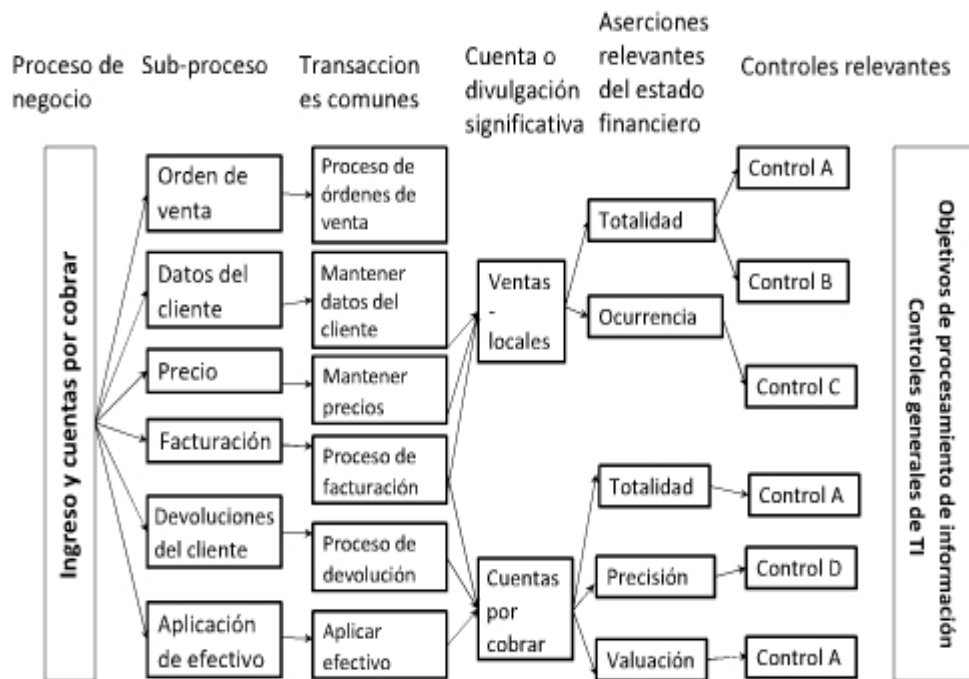 Proceso de
negocio
Sub-proceso
Transaccion
es comunes
Cuenta o
divulgación
significativa
Aserciones
relevantes
del estado
financiero
Controles relevantes
Ingreso y cuentas por cobrar
Orden de
venta
Datos del
cliente
Precio
Facturación
Devoluciones
del cliente
Aplicación
de efectivo
Proceso de
órdenes de
venta
Mantener
datos del
cliente
Mantener
precios
Proceso de
facturación
Proceso de
devolución
Aplicar
efectivo
Ventas
-
locales
Cuentas
por
cobrar
Totalidad
Ocurrencia
Totalidad
Precisión
Valuación
Control A
Control B
Control C
Control A
Control D
Control A
Objetivos de procesamiento de información
Controles generales de TI